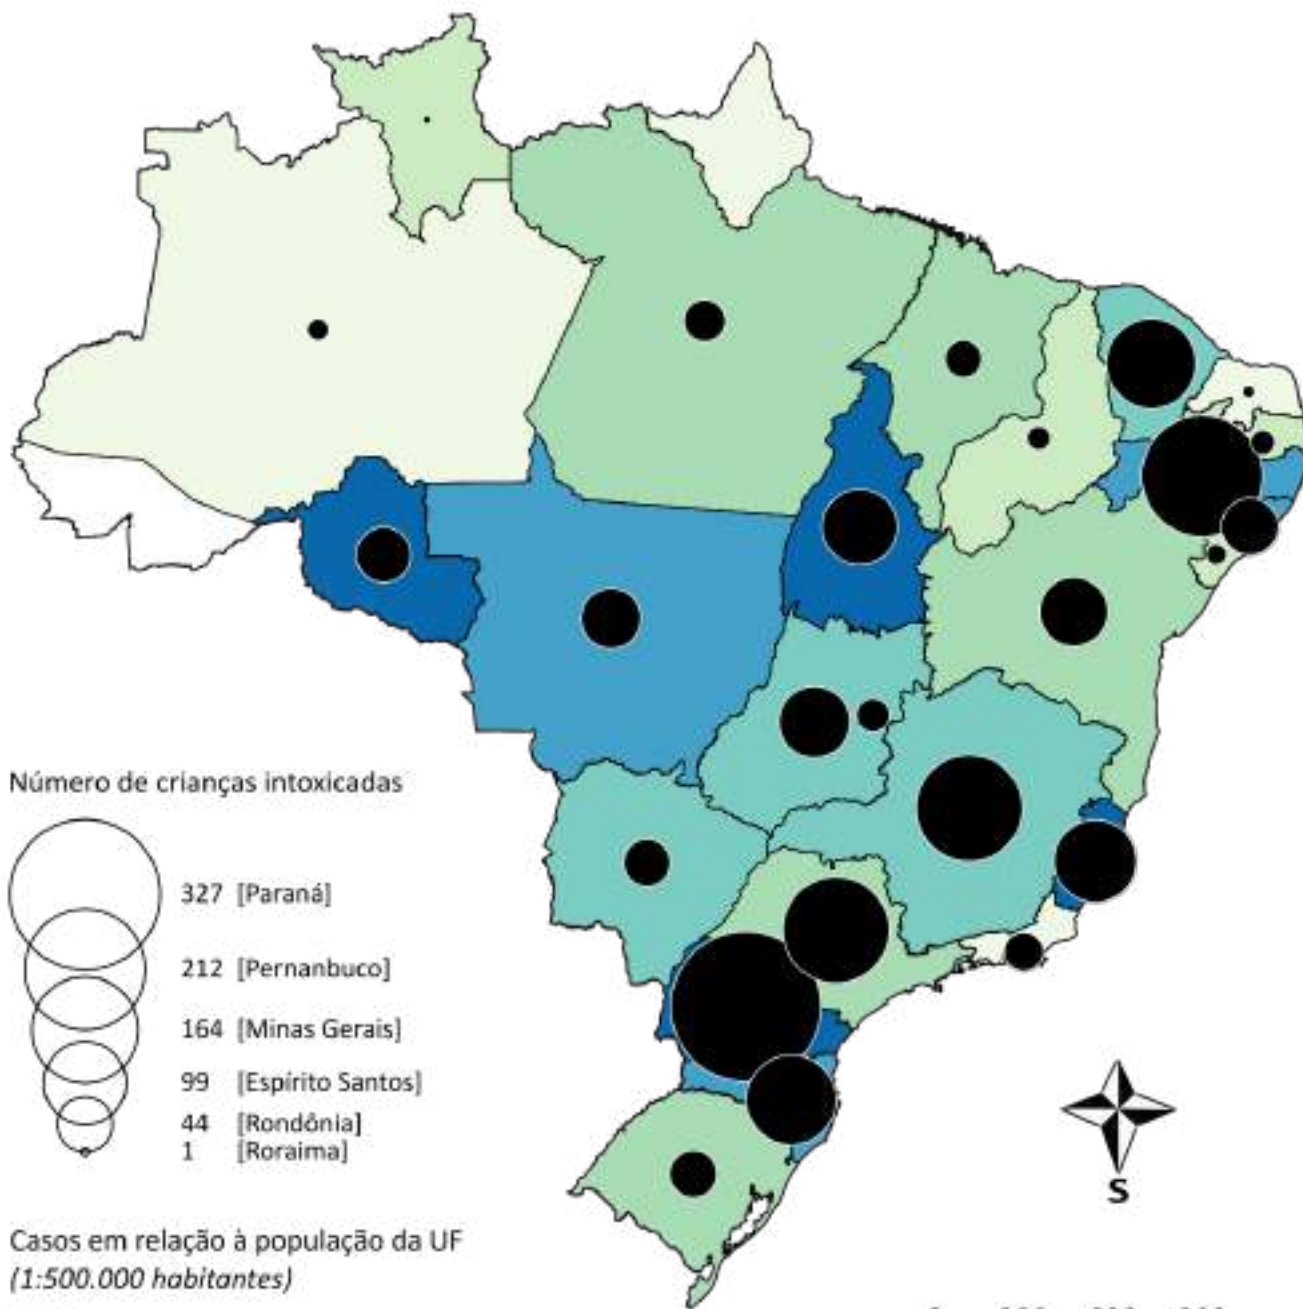 Número de crianças intoxicadas
327 [Paraná]
212 [Pernanbuco]
164 [Minas Gerais]
99 [Espírito Santos]
44 [Rondônia]
1 [Roraima]
S
Casos em relação à população da UF
(1:500.000 habitantes)